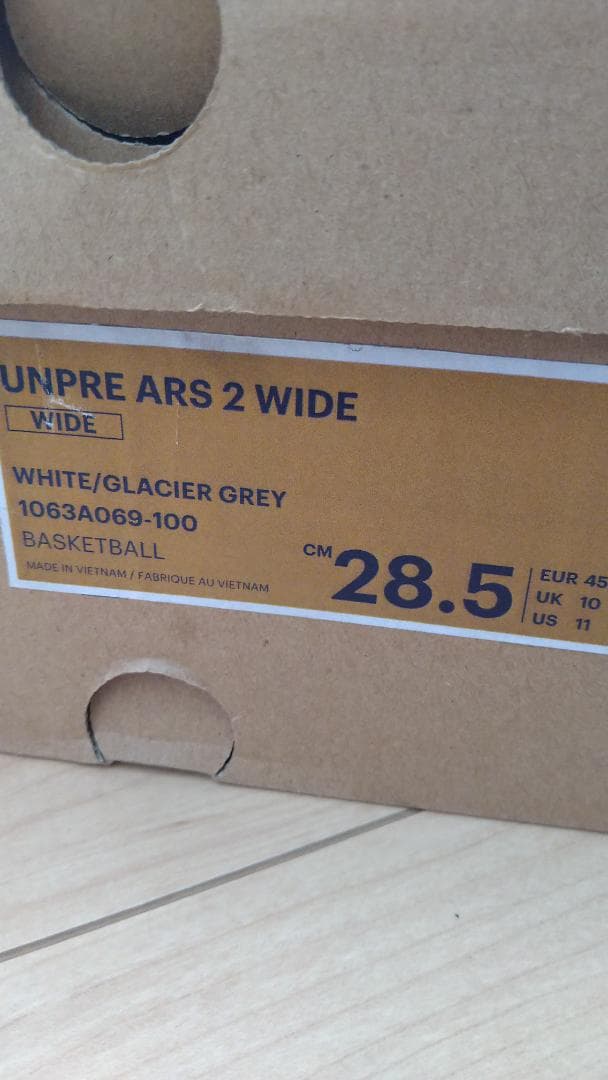 UNPRE ARS 2 WIDE
WIDE
WHITE/GLACIER GREY
1063A069-100
BASKETBALL
MADE IN VIETNAM / FABRIQUE AU VIETNAM
CM 28.5
EUR 45
UK 10
US 11